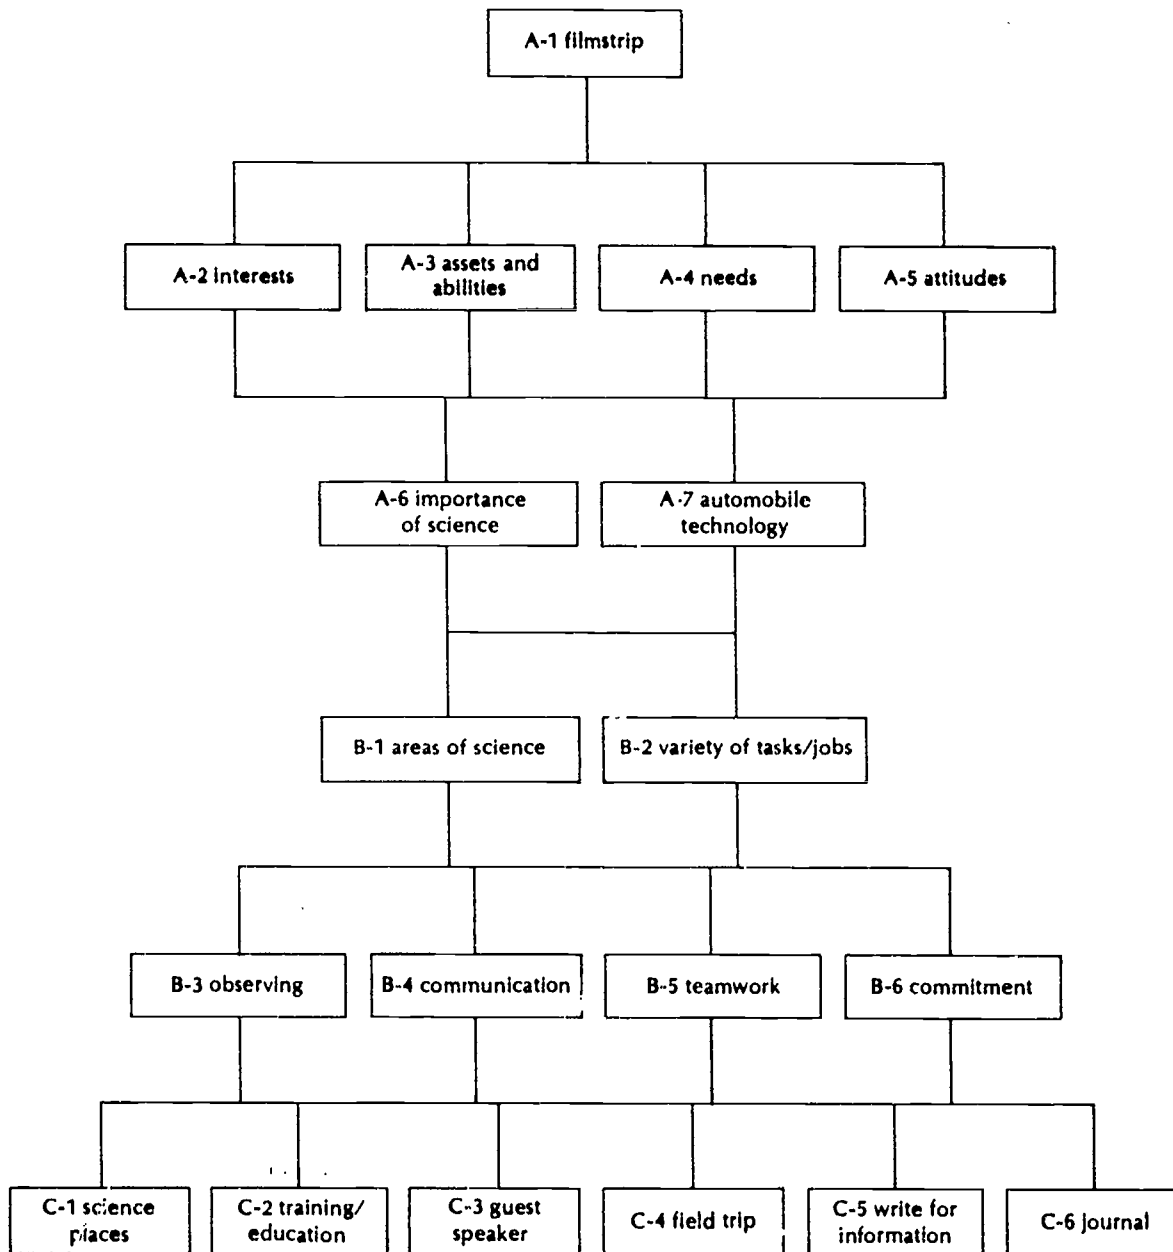 A-1 filmstrip
A-2 interests
A-3 assets and
abilities
A-4 needs
A-5 attitudes
A-6 importance
of science
A-7 automobile
technology
B-1 areas of science
B-2 variety of tasks/jobs
B-3 observing
B-4 communication
B-5 teamwork
B-6 commitment
C-1 science
places
C-2 training/
education
C-3 guest
speaker
C-4 field trip
C-5 write for
information
C-6 journal